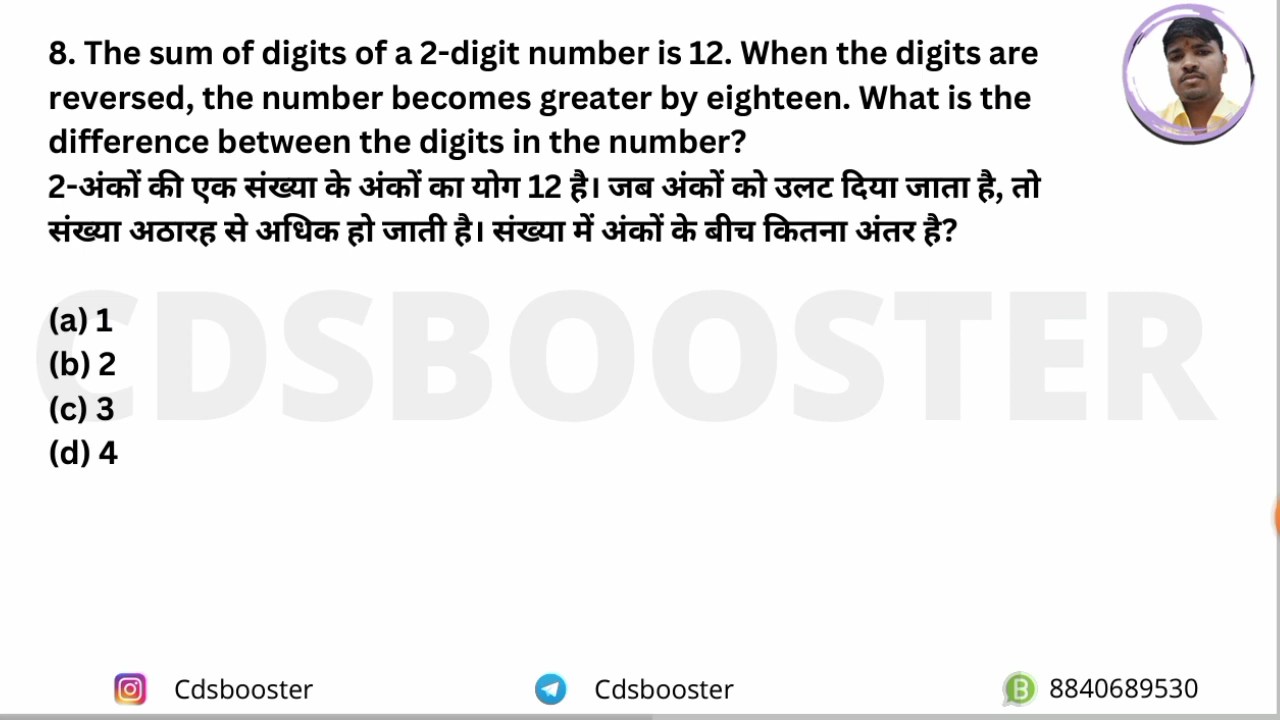 8. The sum of digits of a 2-digit number is 12. When the digits are
reversed, the number becomes greater by eighteen. What is the
difference between the digits in the number?
2-अंकों की एक संख्या के अंकों का योग 12 है। जब अंकों को उलट दिया जाता है, तो
संख्या अठारह से अधिक हो जाती है। संख्या में अंकों के बीच कितना अंतर है?
CDSBOOSTER
(a) 1
(b) 2
(c) 3
(d) 4
Cdsbooster
Cdsbooster
B
8840689530